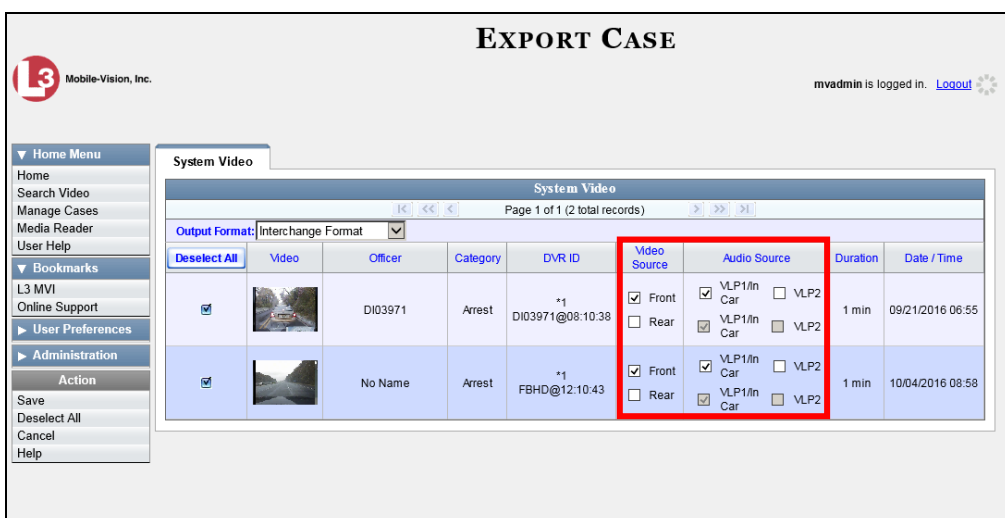 EXPORT CASE
L3 Mobile-Vision, Inc.
mvadmin is logged in. Logout
▼ Home Menu
Home
Search Video
Manage Cases
Media Reader
User Help
▼ Bookmarks
L3 MVI
Online Support
▶ User Preferences
▶ Administration
Action
Save
Deselect All
Cancel
Help
System Video
System Video
Page 1 of 1 (2 total records)
Output Format: Interchange Format
Deselect All Video Officer Category DVR ID Video Source Audio Source Duration Date / Time
DI03971 Arrest *1 DI03971@08:10:38 Front VLP1/In Car VLP2 1 min 09/21/2016 06:55
Rear VLP1/In Car VLP2
No Name Arrest *1 FBHD@12:10:43 Front VLP1/In Car VLP2 1 min 10/04/2016 08:58
Rear VLP1/In Car VLP2